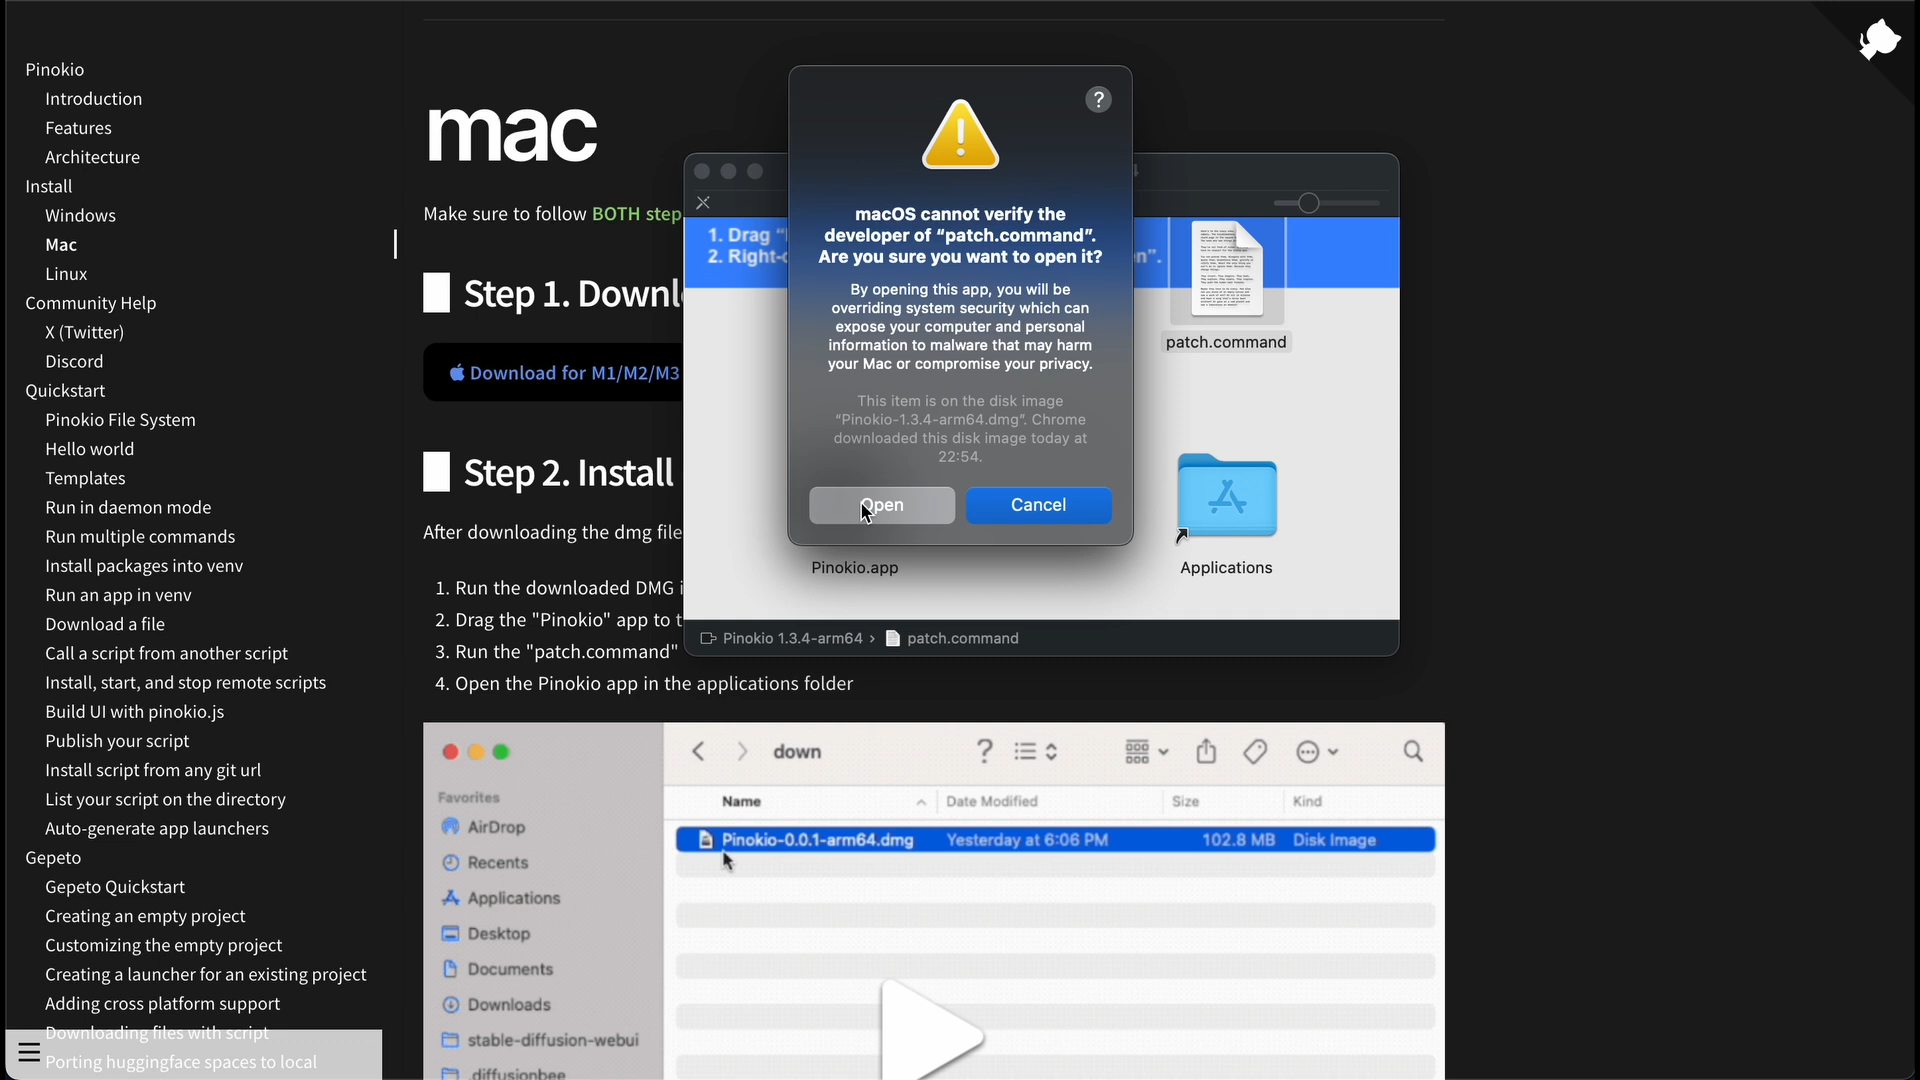 Pinokio
Introduction
Features
Architecture
Install
Windows
Mac
Linux
Community Help
X (Twitter)
Discord
Quickstart
Pinokio File System
Hello world
Templates
Run in daemon mode
Run multiple commands
Install packages into venv
Run an app in venv
Download a file
Call a script from another script
Install, start, and stop remote scripts
Build UI with pinokio.js
Publish your script
Install script from any git url
List your script on the directory
Auto-generate app launchers
Gepeto
Gepeto Quickstart
Creating an empty project
Customizing the empty project
Creating a launcher for an existing project
Adding cross platform support
Downloading files with script
Porting huggingface spaces to local
mac
Make sure to follow BOTH step
Step 1. Downl
Download for M1/M2/M3
Step 2. Install
After downloading the dmg file
1. Run the downloaded DMG
2. Drag the "Pinokio" app to t
3. Run the "patch.command"
4. Open the Pinokio app in the applications folder
1. Drag "
2. Right-
n".
patch.command
Pinokio.app
Applications
Pinokio 1.3.4-arm64 › patch.command
?
macOS cannot verify the
developer of “patch.command”.
Are you sure you want to open it?
By opening this app, you will be
overriding system security which can
expose your computer and personal
information to malware that may harm
your Mac or compromise your privacy.
This item is on the disk image
“Pinokio-1.3.4-arm64.dmg”. Chrome
downloaded this disk image today at
22:54.
Open
Cancel
down
Favorites
AirDrop
Recents
Applications
Desktop
Documents
Downloads
stable-diffusion-webui
.diffusionbee
Name
Date Modified
Size
Kind
Pinokio-0.0.1-arm64.dmg
Yesterday at 6:06 PM
102.8 MB
Disk Image